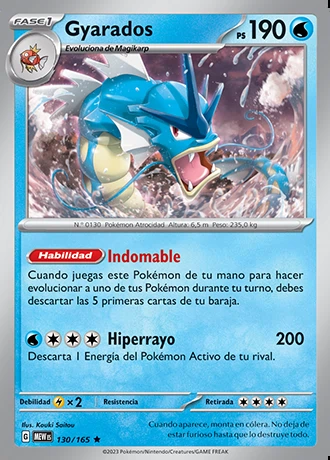 FASE 1 Gyarados PS 190
Evoluciona de Magikarp
N.º 0130 Pokémon Atrocidad Altura: 6,5 m Peso: 235,0 kg
Habilidad Indomable
Cuando juegas este Pokémon de tu mano para hacer
evolucionar a uno de tus Pokémon durante tu turno, debes
descartar las 5 primeras cartas de tu baraja.
Hiperrayo 200
Descarta 1 Energía del Pokémon Activo de tu rival.
Debilidad ×2 Resistencia Retirada
Ilus. Kouki Saitou
G MEW ES 130/165
Cuando aparece, monta en cólera. No deja de
estar furioso hasta que lo destruye todo.
©2023 Pokémon/Nintendo/Creatures/GAME FREAK